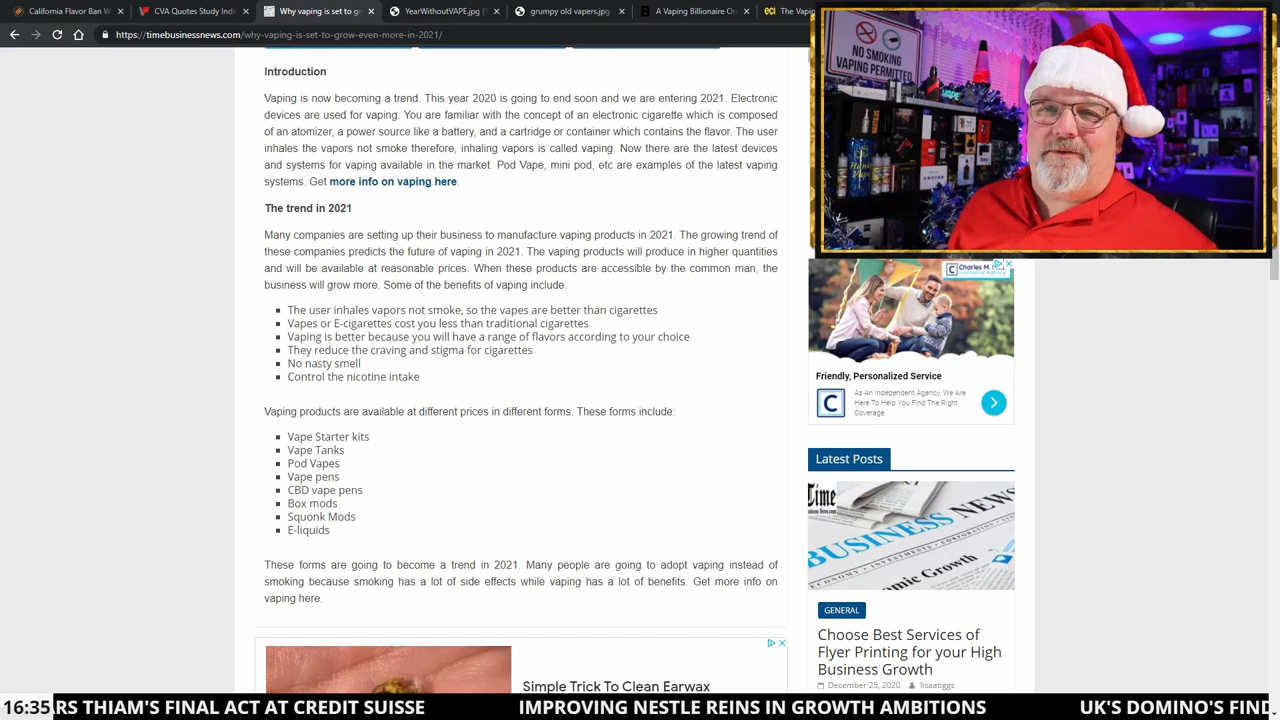 California Flavor Ban W
CVA Quotes Study Indi
Why vaping is set to g
YearWithoutVAPE.jpg (
A Vaping Billionaire On
The Vap
https://timebusinessnews.com/why-vaping-is-set-to-grow-even-more-in-2021/
NO SMOKING
VAPING PERMITTED
Introduction
Vaping is now becoming a trend. This year 2020 is going to end soon and we are entering 2021. Electronic
devices are used for vaping. You are familiar with the concept of an electronic cigarette which is composed
of an atomizer, a power source like a battery, and a cartridge or container which contains the flavor. The user
inhales the vapors not smoke therefore, inhaling vapors is called vaping. Now there are the latest devices
and systems for vaping available in the market. Pod Vape, mini pod, etc are examples of the latest vaping
systems. Get more info on vaping here.
The trend in 2021
Many companies are setting up their business to manufacture vaping products in 2021. The growing trend of
these companies predicts the future of vaping in 2021. The vaping products will produce in higher quantities
and will be available at reasonable prices. When these products are accessible by the common man, the
business will grow more. Some of the benefits of vaping include:
The user inhales vapors not smoke, so the vapes are better than cigarettes
Vapes or E-cigarettes cost you less than traditional cigarettes
Vaping is better because you will have a range of flavors according to your choice
They reduce the craving and stigma for cigarettes
No nasty smell
Control the nicotine intake
Vaping products are available at different prices in different forms. These forms include:
Vape Starter kits
Vape Tanks
Pod Vapes
Vape pens
CBD vape pens
Box mods
Squonk Mods
E-liquids
These forms are going to become a trend in 2021. Many people are going to adopt vaping instead of
smoking because smoking has a lot of side effects while vaping has a lot of benefits. Get more info on
vaping here.
Simple Trick To Clean Earwax
Charles M.
Friendly, Personalized Service
C
As An Independent Agency, We Are
Here To Help You Find The Right
Coverage
Latest Posts
Time
BUSINESS NEWS
omic Growth
GENERAL
Choose Best Services of
Flyer Printing for your High
Business Growth
December 25, 2020 lisaatiggs
16:35 RS THIAM'S FINAL ACT AT CREDIT SUISSE IMPROVING NESTLE REINS IN GROWTH AMBITIONS UK'S DOMINO'S FIND